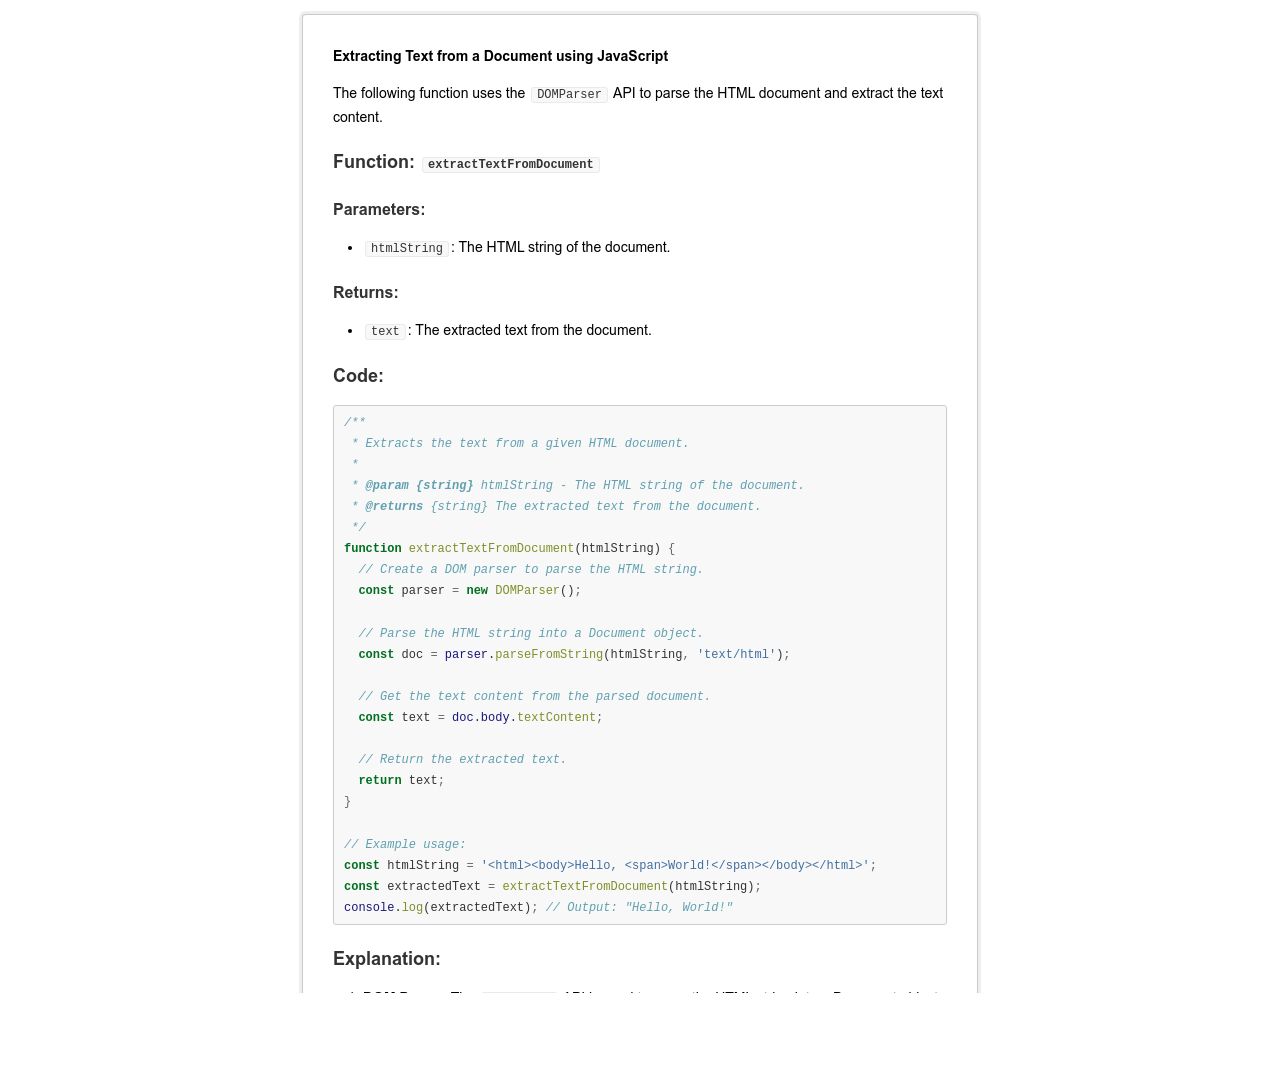 Extracting Text from a Document using JavaScript
The following function uses the DOMParser API to parse the HTML document and extract the text
content.
Function: extractTextFromDocument
Parameters:
• htmlString : The HTML string of the document.
Returns:
• text : The extracted text from the document.
Code:
/**
 * Extracts the text from a given HTML document.
 *
 * @param {string} htmlString - The HTML string of the document.
 * @returns {string} The extracted text from the document.
 */
function extractTextFromDocument(htmlString) {
  // Create a DOM parser to parse the HTML string.
  const parser = new DOMParser();

  // Parse the HTML string into a Document object.
  const doc = parser.parseFromString(htmlString, 'text/html');

  // Get the text content from the parsed document.
  const text = doc.body.textContent;

  // Return the extracted text.
  return text;
}

// Example usage:
const htmlString = '<html><body>Hello, <span>World!</span></body></html>';
const extractedText = extractTextFromDocument(htmlString);
console.log(extractedText); // Output: "Hello, World!"
Explanation: